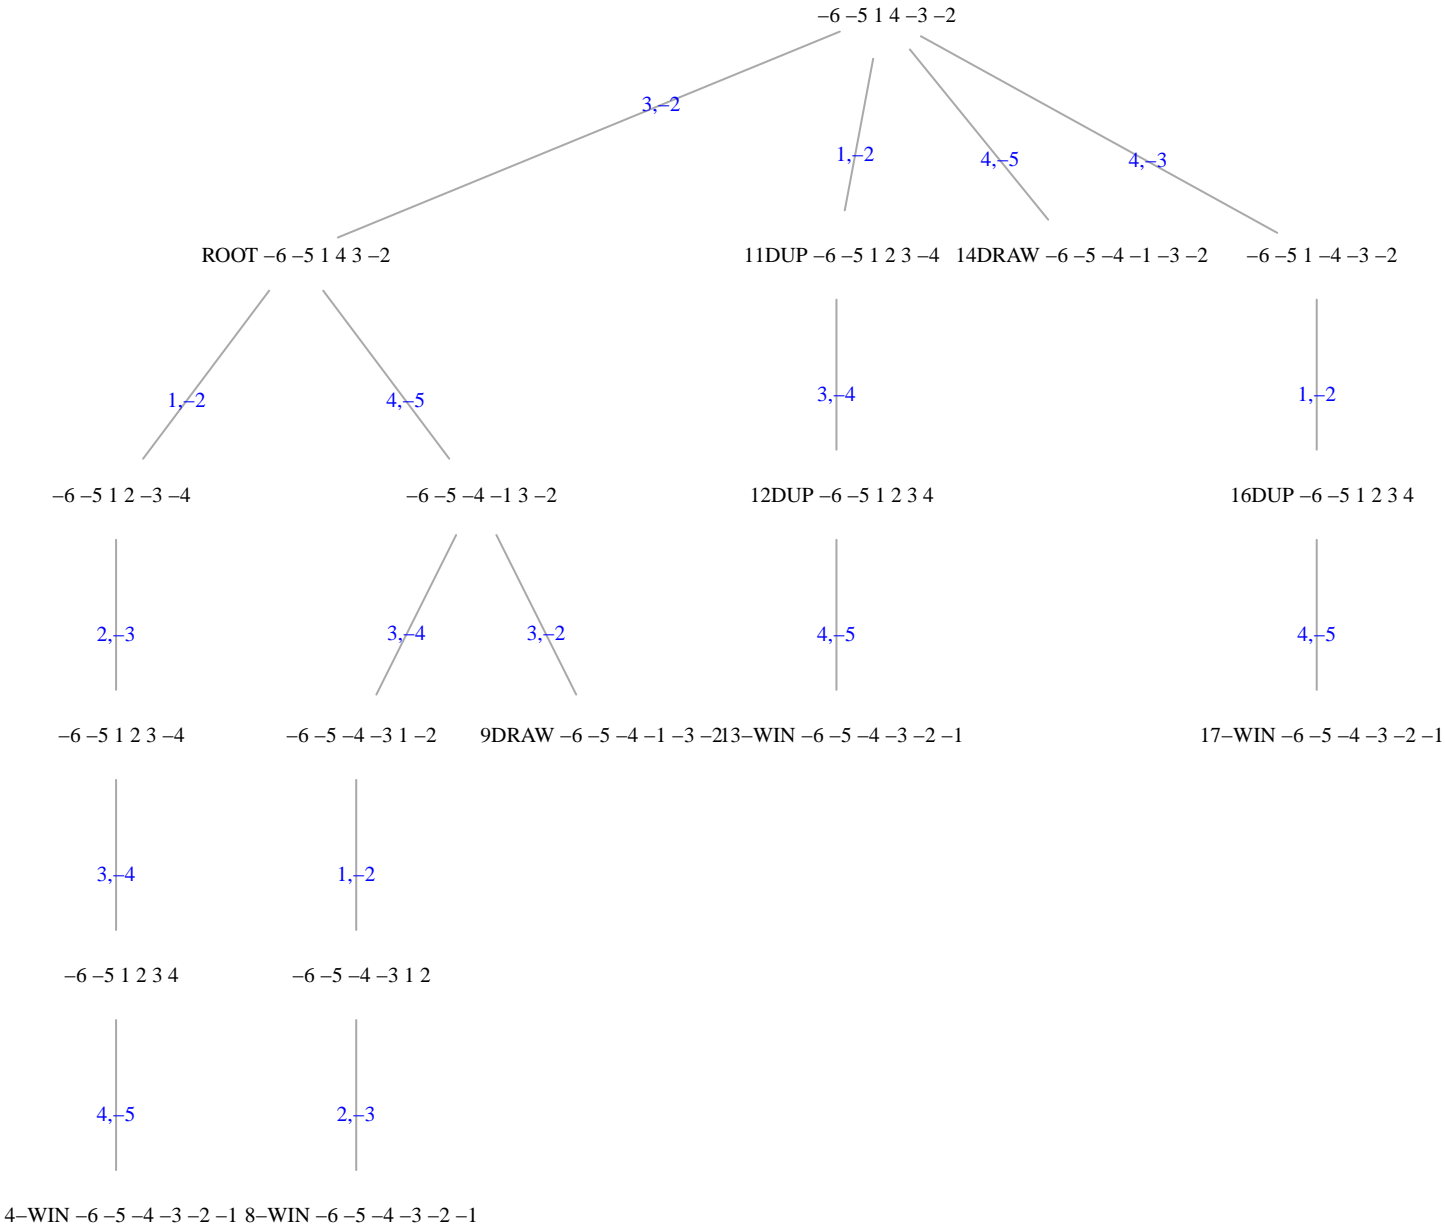 –6 –5 1 4 –3 –2
3,–2
1,–2
4,–5
4,–3
ROOT –6 –5 1 4 3 –2
11DUP –6 –5 1 2 3 –4
14DRAW –6 –5 –4 –1 –3 –2
–6 –5 1 –4 –3 –2
1,–2
4,–5
3,–4
1,–2
–6 –5 1 2 –3 –4
–6 –5 –4 –1 3 –2
12DUP –6 –5 1 2 3 4
16DUP –6 –5 1 2 3 4
2,–3
3,–4
3,–2
4,–5
4,–5
–6 –5 1 2 3 –4
–6 –5 –4 –3 1 –2
9DRAW –6 –5 –4 –1 –3 –2
13–WIN –6 –5 –4 –3 –2 –1
17–WIN –6 –5 –4 –3 –2 –1
3,–4
1,–2
–6 –5 1 2 3 4
–6 –5 –4 –3 1 2
4,–5
2,–3
4–WIN –6 –5 –4 –3 –2 –1
8–WIN –6 –5 –4 –3 –2 –1